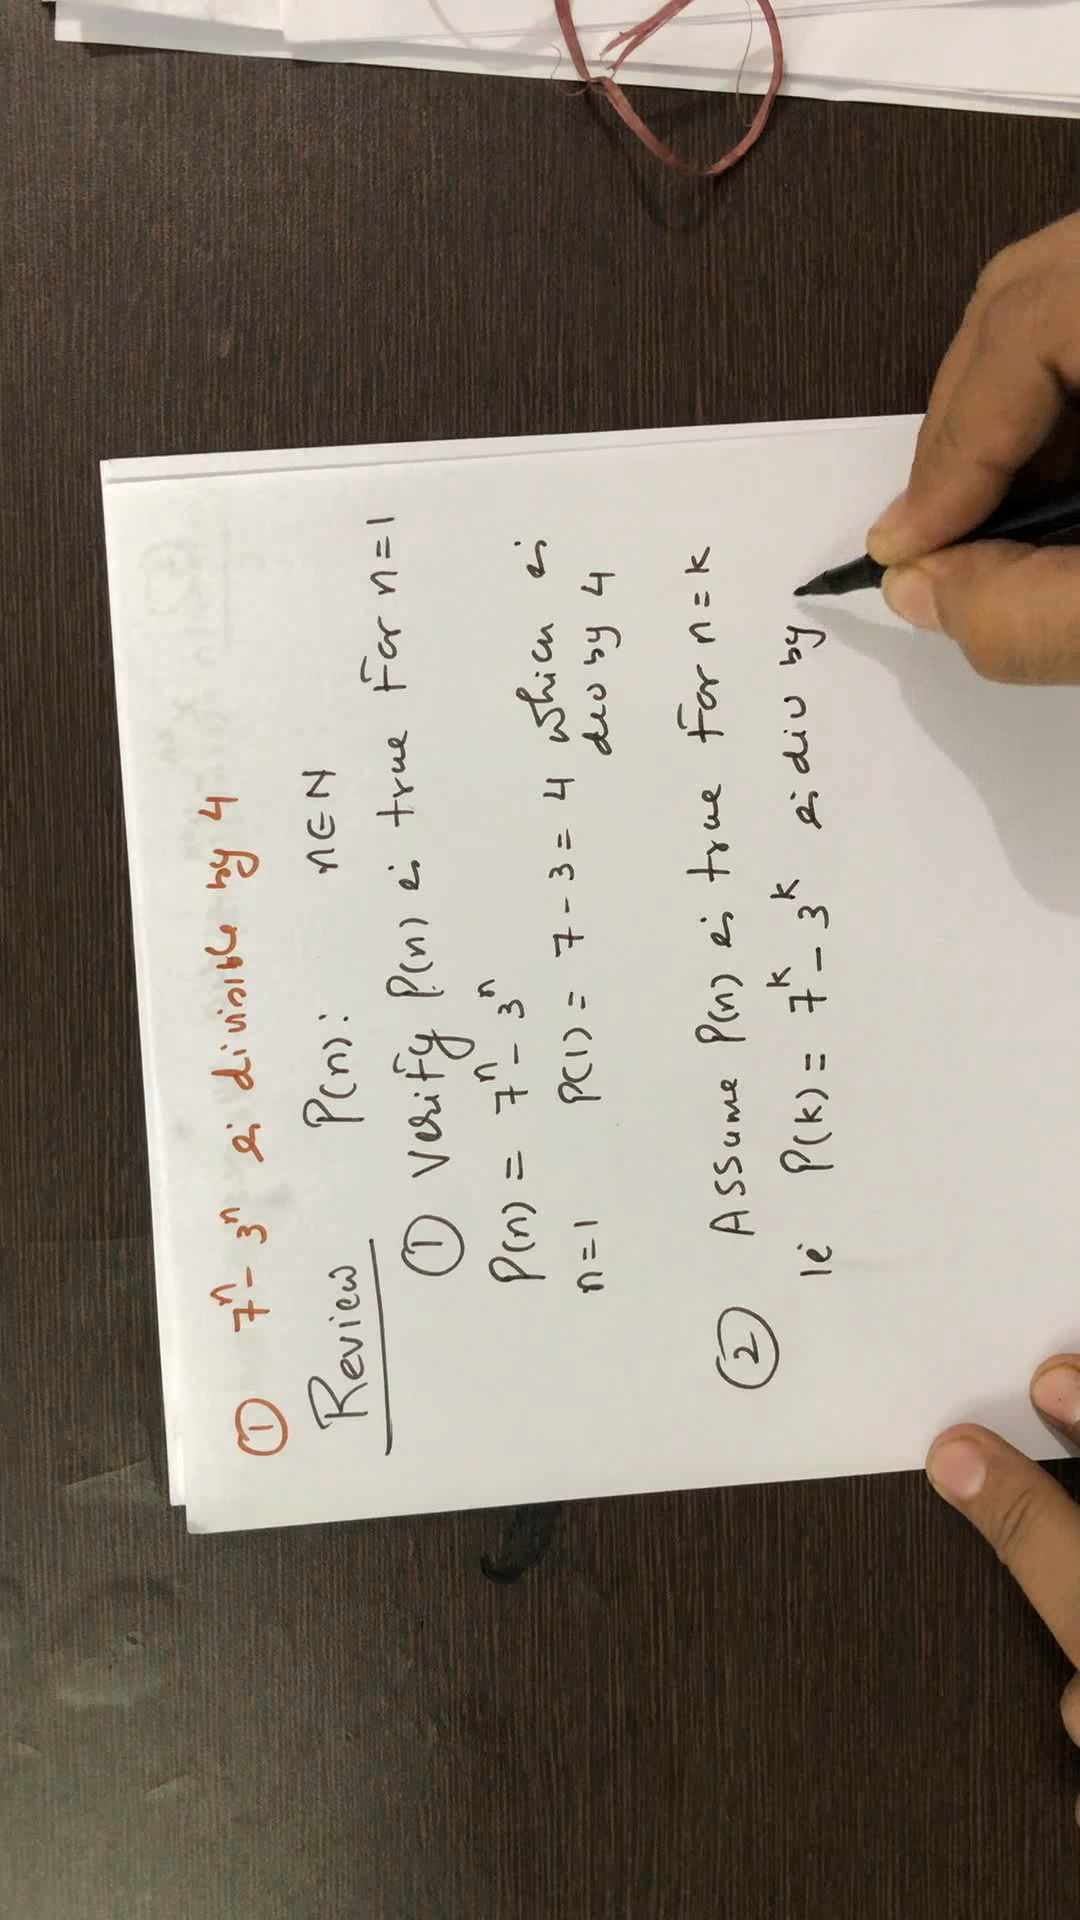 ① 7ⁿ - 3ⁿ is divisible by 4
Review P(n): n∈N
① Verify P(n) is true for n=1
P(n) = 7ⁿ - 3ⁿ
n=1 P(1) = 7 - 3 = 4 which is
div by 4
② Assume P(n) is true for n=k
ie P(k) = 7ᵏ - 3ᵏ is div by